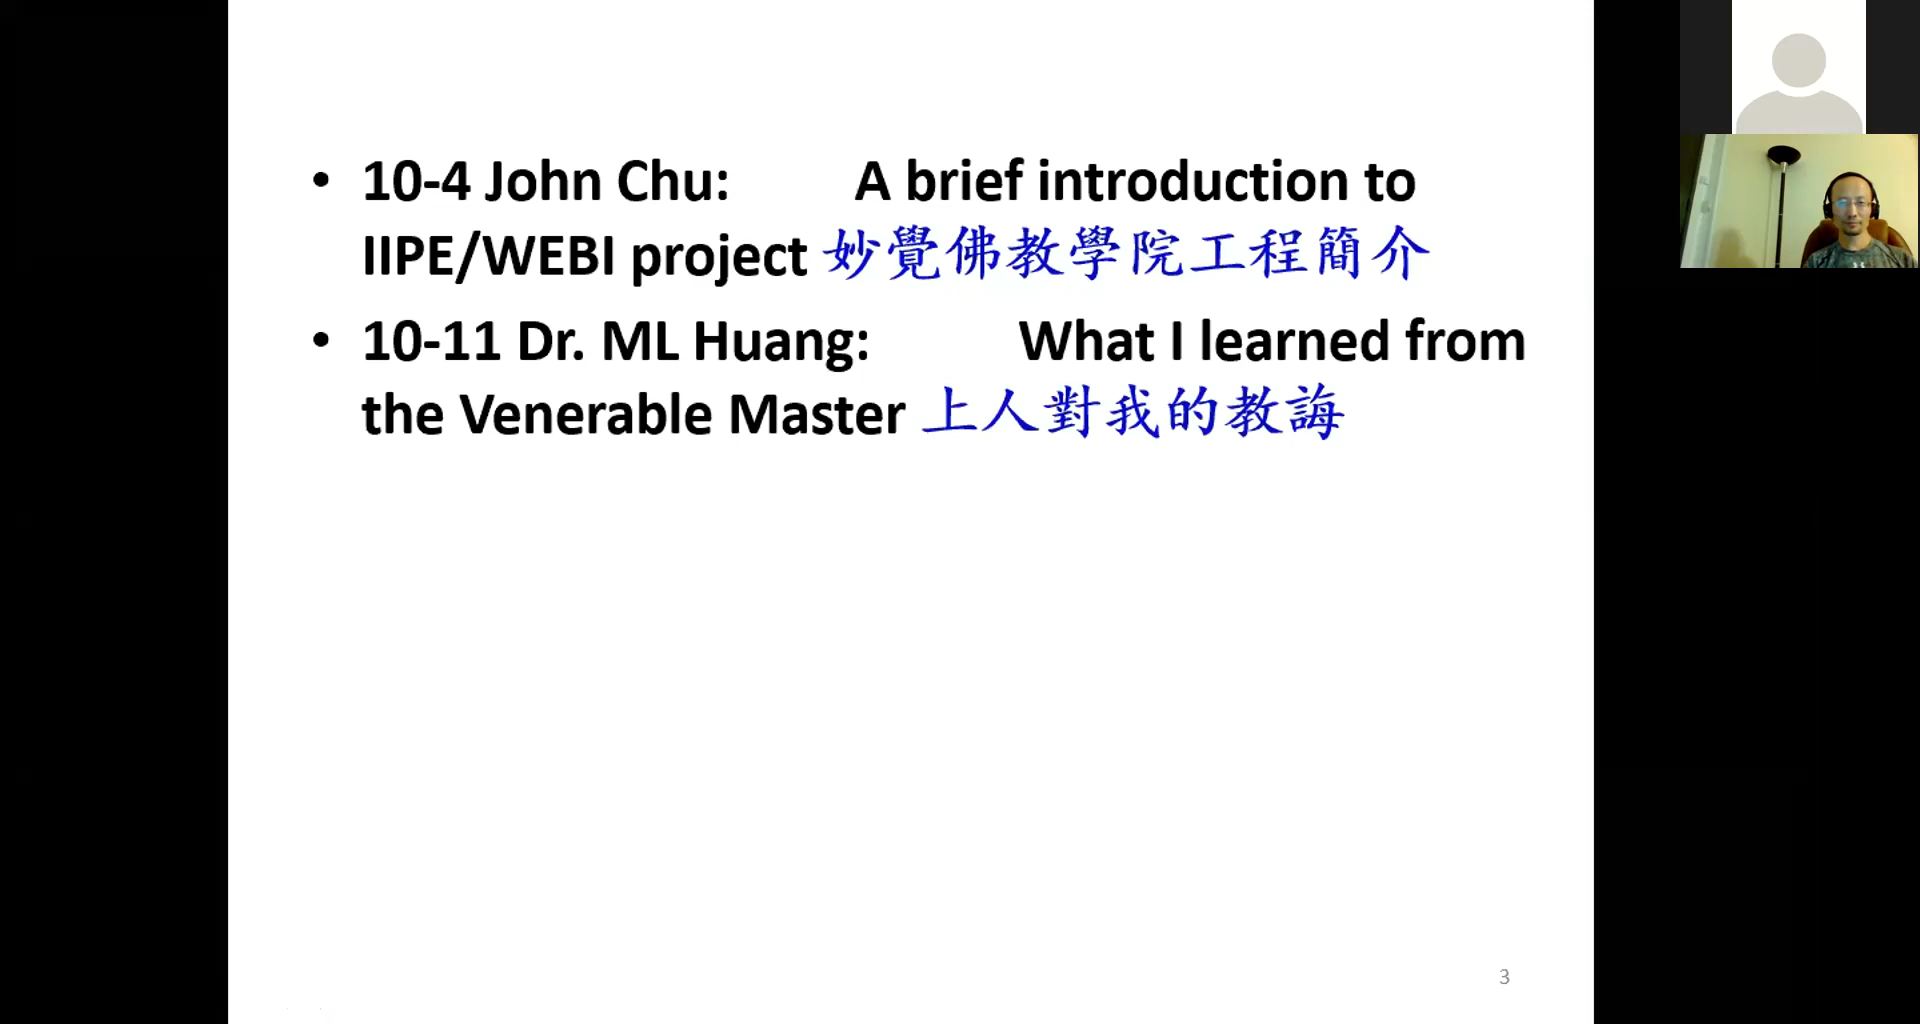 • 10-4 John Chu: A brief introduction to
IIPE/WEBI project 妙覺佛教學院工程簡介
• 10-11 Dr. ML Huang: What I learned from
the Venerable Master 上人對我的教誨
3